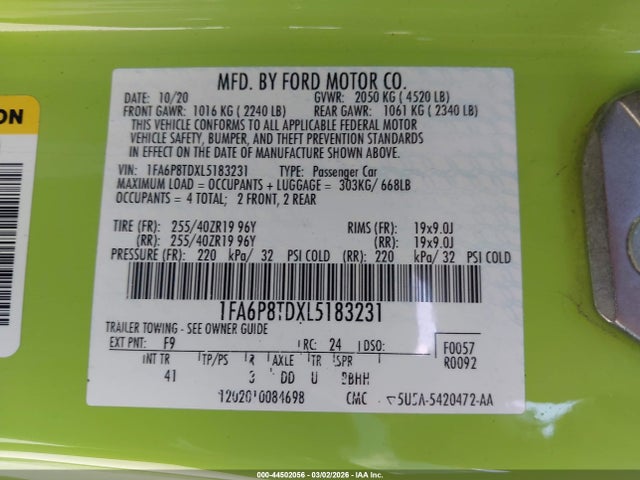 ON
MFD. BY FORD MOTOR CO.
DATE: 10/20 GVWR: 2050 KG ( 4520 LB)
FRONT GAWR: 1016 KG ( 2240 LB) REAR GAWR: 1061 KG ( 2340 LB)
THIS VEHICLE CONFORMS TO ALL APPLICABLE FEDERAL MOTOR
VEHICLE SAFETY, BUMPER, AND THEFT PREVENTION STANDARDS
IN EFFECT ON THE DATE OF MANUFACTURE SHOWN ABOVE.
VIN: 1FA6P8TDXL5183231 TYPE: Passenger Car
MAXIMUM LOAD = OCCUPANTS + LUGGAGE = 303KG/ 668LB
OCCUPANTS = 4 TOTAL; 2 FRONT, 2 REAR
TIRE (FR): 255/40ZR19 96Y RIMS (FR): 19x9.0J
(RR): 255/40ZR19 96Y (RR): 19x9.0J
PRESSURE (FR): 220 kPa/ 32 PSI COLD (RR): 220 kPa/ 32 PSI COLD
1FA6P8TDXL5183231
TRAILER TOWING - SEE OWNER GUIDE
EXT PNT: F9 RC: 24 DSO: F0057
R0092
INT TR TP/PS R AXLE TR SPR
41 3 DD U BBHH
1202010084698 CMC 5U5A-5420472-AA
000-44502056 - 03/02/2026 - IAAI.com